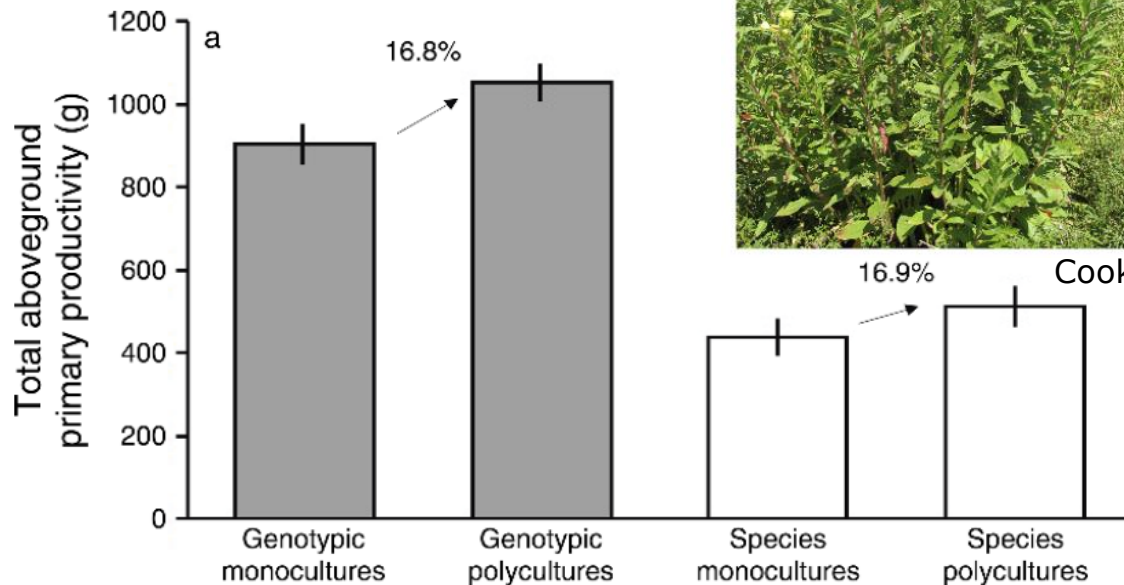 Total aboveground
primary productivity (g)
1200
1000
800
600
400
200
0
a
16.8%
16.9%
Cook
Genotypic
monocultures
Genotypic
polycultures
Species
monocultures
Species
polycultures